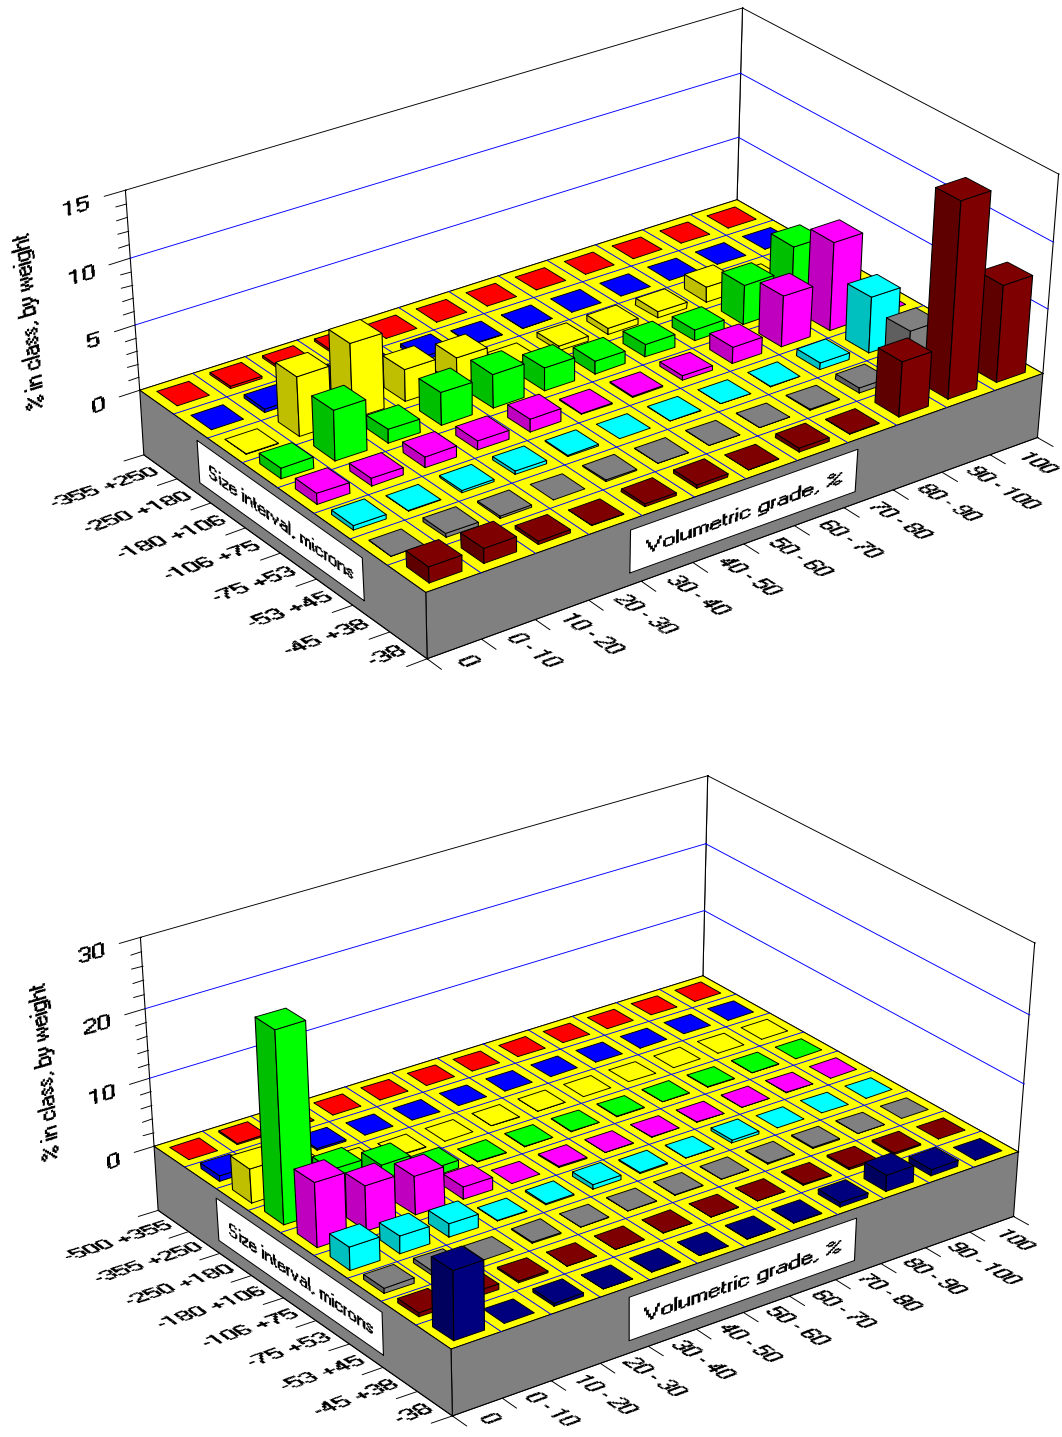 15
10
5
0
% in class, by weight
-355 +250
-250 +180
-180 +106
-106 +75
-75 +53
-53 +45
-45 +38
-38
Size interval, microns
Volumetric grade, %
0
0 - 10
10 - 20
20 - 30
30 - 40
40 - 50
50 - 60
60 - 70
70 - 80
80 - 90
90 - 100
100
30
20
10
0
% in class, by weight
-500 +355
-355 +250
-250 +180
-180 +106
-106 +75
-75 +53
-53 +45
-45 +38
-38
Size interval, microns
Volumetric grade, %
0
0 - 10
10 - 20
20 - 30
30 - 40
40 - 50
50 - 60
60 - 70
70 - 80
80 - 90
90 - 100
100